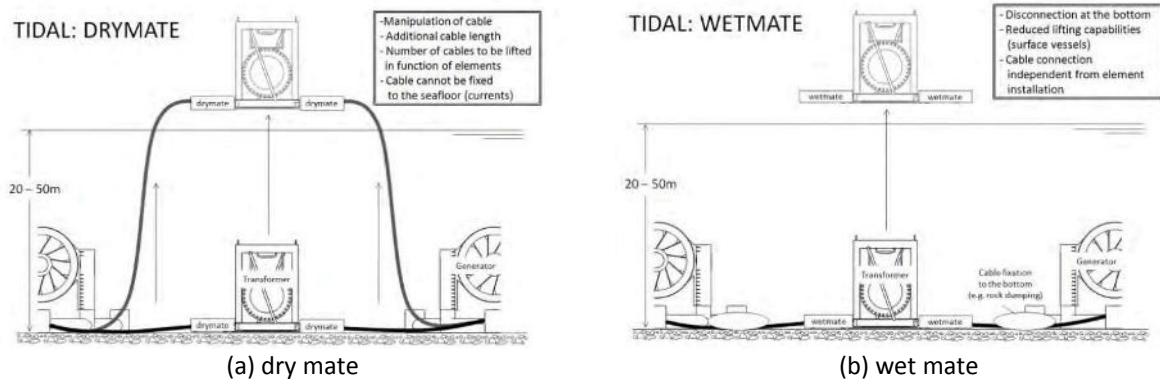 TIDAL: DRYMATE
-Manipulation of cable
-Additional cable length
- Number of cables to be lifted
in function of elements
- Cable cannot be fixed
to the seafloor (currents)
drymate
drymate
20 – 50m
Generator
Transformer
drymate
drymate
(a) dry mate
TIDAL: WETMATE
- Disconnection at the bottom
- Reduced lifting capabilities
(surface vessels)
- Cable connection
independent from element
installation
wetmate
wetmate
20 – 50m
Generator
Transformer
Cable fixation
to the bottom
(e.g. rock dumping)
wetmate
wetmate
(b) wet mate